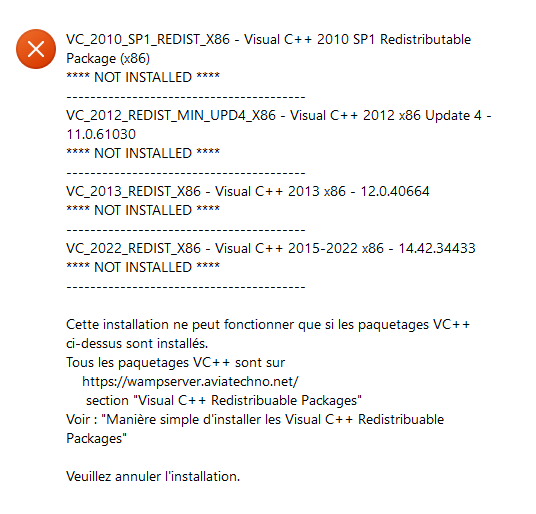 VC_2010_SP1_REDIST_X86 - Visual C++ 2010 SP1 Redistributable
Package (x86)
**** NOT INSTALLED ****
----------------------------------------
VC_2012_REDIST_MIN_UPD4_X86 - Visual C++ 2012 x86 Update 4 -
11.0.61030
**** NOT INSTALLED ****
----------------------------------------
VC_2013_REDIST_X86 - Visual C++ 2013 x86 - 12.0.40664
**** NOT INSTALLED ****
----------------------------------------
VC_2022_REDIST_X86 - Visual C++ 2015-2022 x86 - 14.42.34433
**** NOT INSTALLED ****
----------------------------------------
Cette installation ne peut fonctionner que si les paquetages VC++
ci-dessus sont installés.
Tous les paquetages VC++ sont sur
https://wampserver.aviatechno.net/
section "Visual C++ Redistribuable Packages"
Voir : "Manière simple d'installer les Visual C++ Redistribuable
Packages"
Veuillez annuler l'installation.